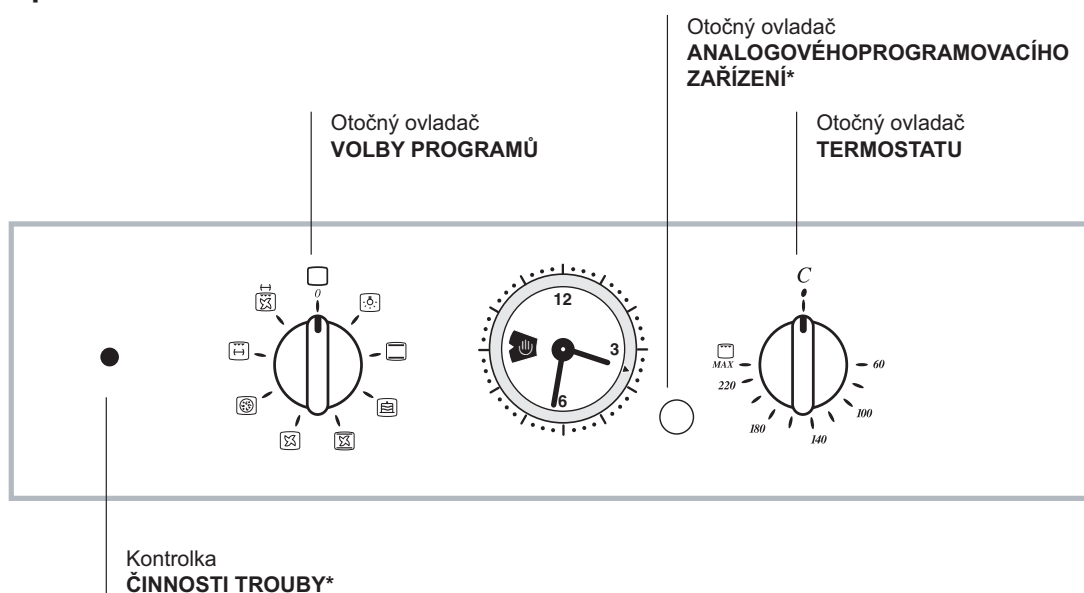 Otočný ovladač
ANALOGOVÉHOPROGRAMOVACÍHO
ZAŘÍZENÍ*
Otočný ovladač
VOLBY PROGRAMŮ
Otočný ovladač
TERMOSTATU
0
12
3
6
C
60
100
140
180
220
MAX
Kontrolka
ČINNOSTI TROUBY*